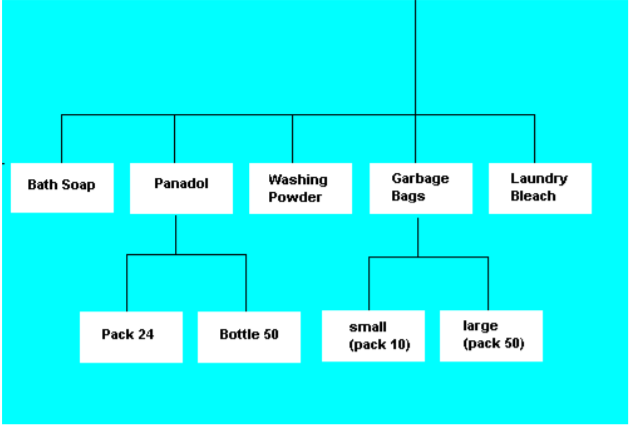 Bath Soap
Panadol
Washing
Powder
Garbage
Bags
Laundry
Bleach
Pack 24
Bottle 50
small
(pack 10)
large
(pack 50)